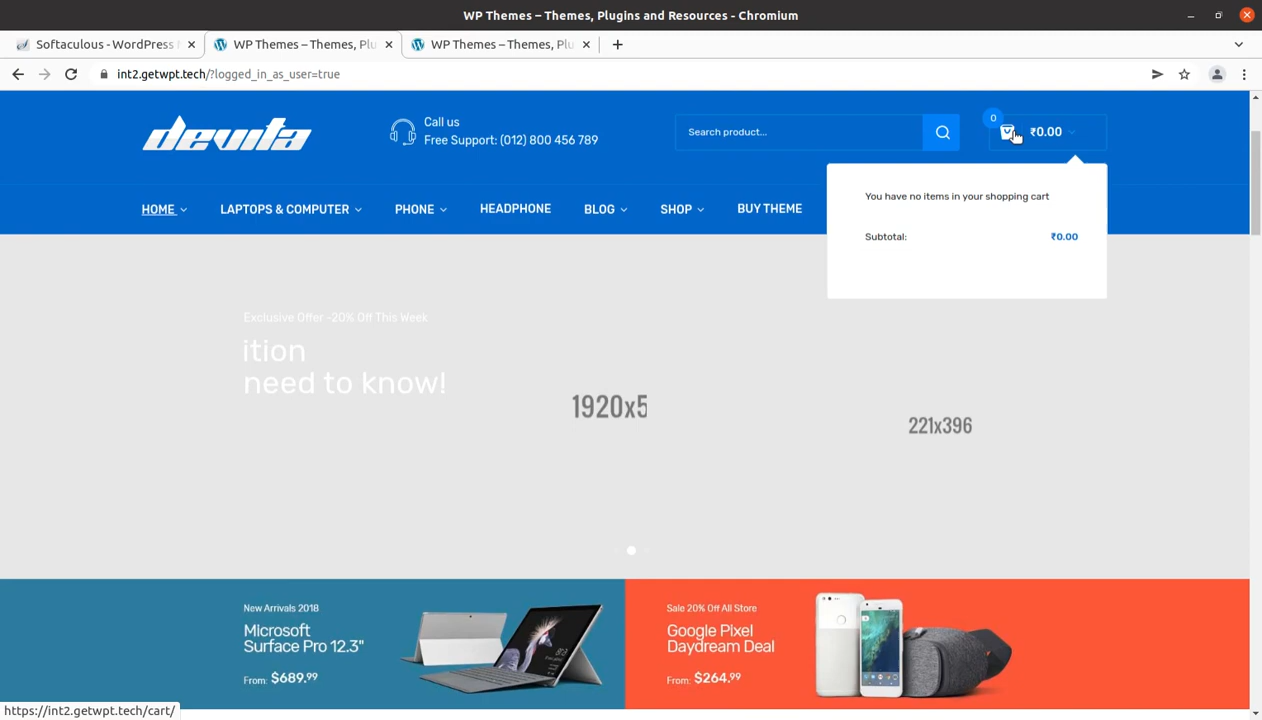 WP Themes – Themes, Plugins and Resources - Chromium
Softaculous - WordPress
WP Themes – Themes, Plu
WP Themes – Themes, Plu
int2.getwpt.tech/?logged_in_as_user=true
devita
Call us
Free Support: (012) 800 456 789
Search product...
0
₹0.00
HOME
LAPTOPS & COMPUTER
PHONE
HEADPHONE
BLOG
SHOP
BUY THEME
You have no items in your shopping cart
Subtotal:
₹0.00
Exclusive Offer -20% Off This Week
ition
need to know!
1920x5
221x396
New Arrivals 2018
Microsoft
Surface Pro 12.3"
From: $689.99
Sale 20% Off All Store
Google Pixel
Daydream Deal
From: $264.99
https://int2.getwpt.tech/cart/